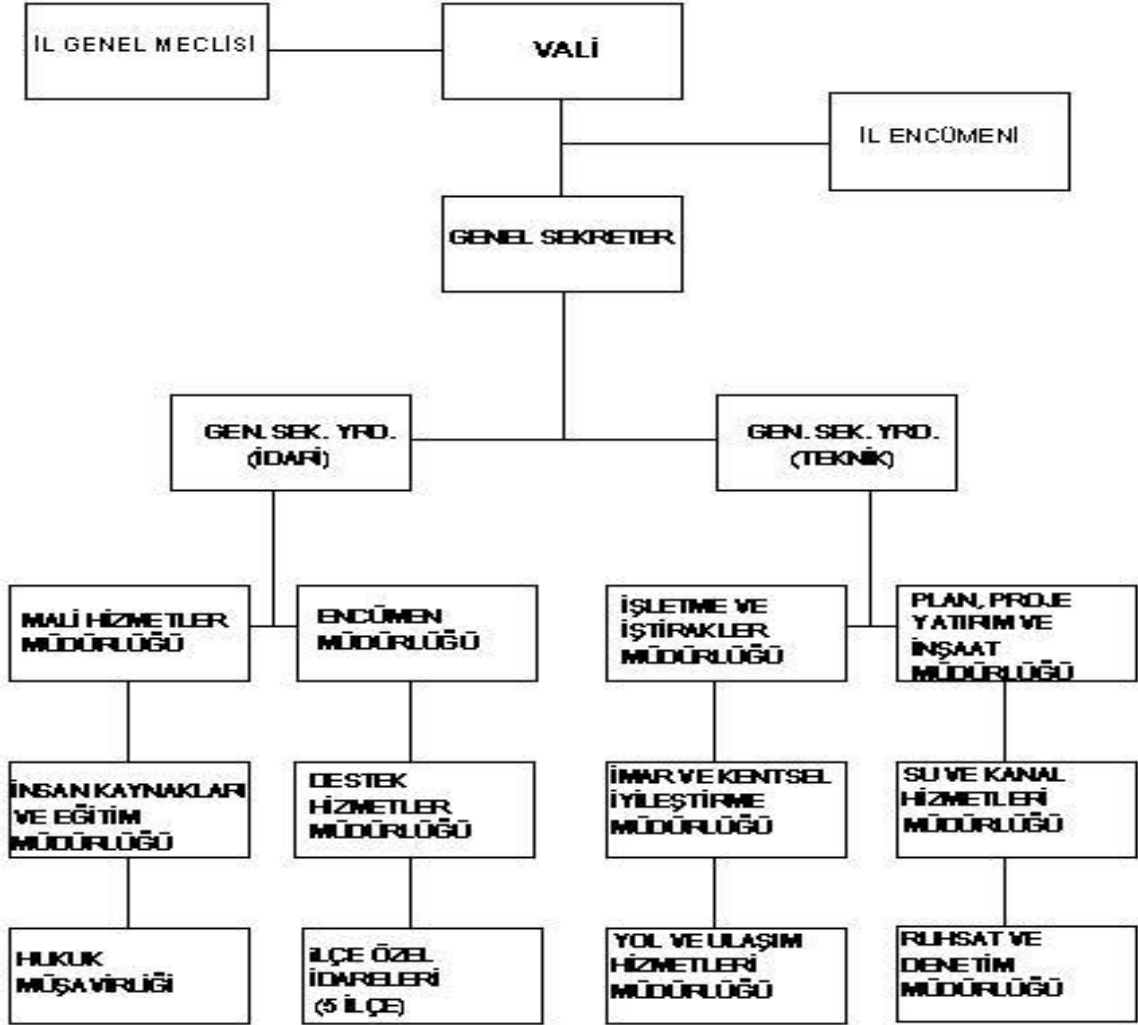 İL GENEL MECLİSİ
VALİ
İL ENCÜMENİ
GENEL SEKRETER
GEN. SEK. YRD.
(İDARİ)
GEN. SEK. YRD.
(TEKNİK)
MALİ HİZMETLER
MÜDÜRLÜĞÜ
ENCÜMEN
MÜDÜRLÜĞÜ
İŞLETME VE
İŞTİRAKLER
MÜDÜRLÜĞÜ
PLAN, PROJE
YATIRIM VE
İNŞAAT
MÜDÜRLÜĞÜ
İNSAN KAYNAKLARI
VE EĞİTİM
MÜDÜRLÜĞÜ
DESTEK
HİZMETLER
MÜDÜRLÜĞÜ
İMAR VE KENTSEL
İYİLEŞTİRME
MÜDÜRLÜĞÜ
SU VE KANAL
HİZMETLERİ
MÜDÜRLÜĞÜ
HUKUK
MÜŞAVİRLİĞİ
İLÇE ÖZEL
İDARELERİ
(5 İLÇE)
YOL VE ULAŞIM
HİZMETLERİ
MÜDÜRLÜĞÜ
RUHSAT VE
DENETİM
MÜDÜRLÜĞÜ